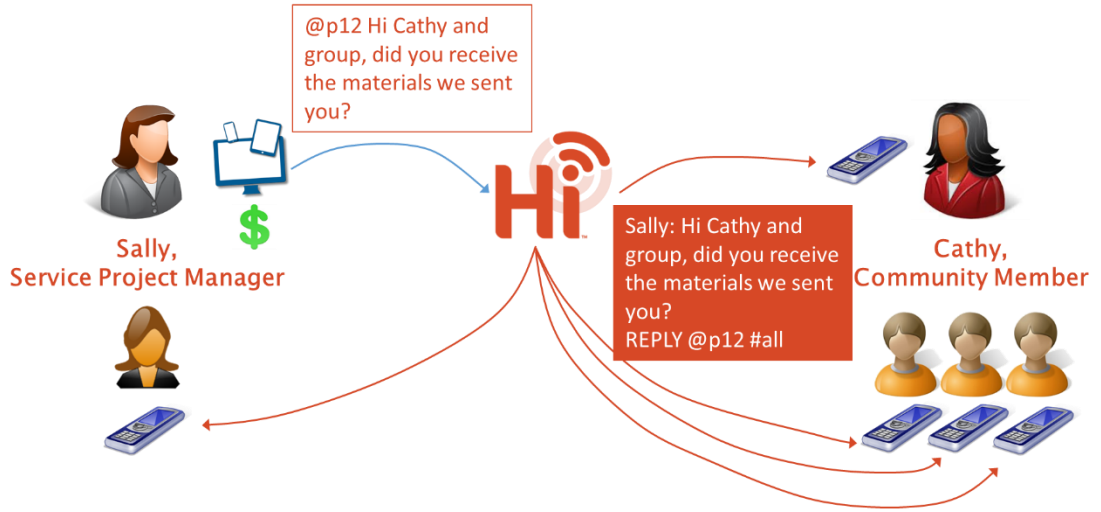 @p12 Hi Cathy and
group, did you receive
the materials we sent
you?
$
Hi
™
Sally,
Service Project Manager
Sally: Hi Cathy and
group, did you receive
the materials we sent
you?
REPLY @p12 #all
Cathy,
Community Member